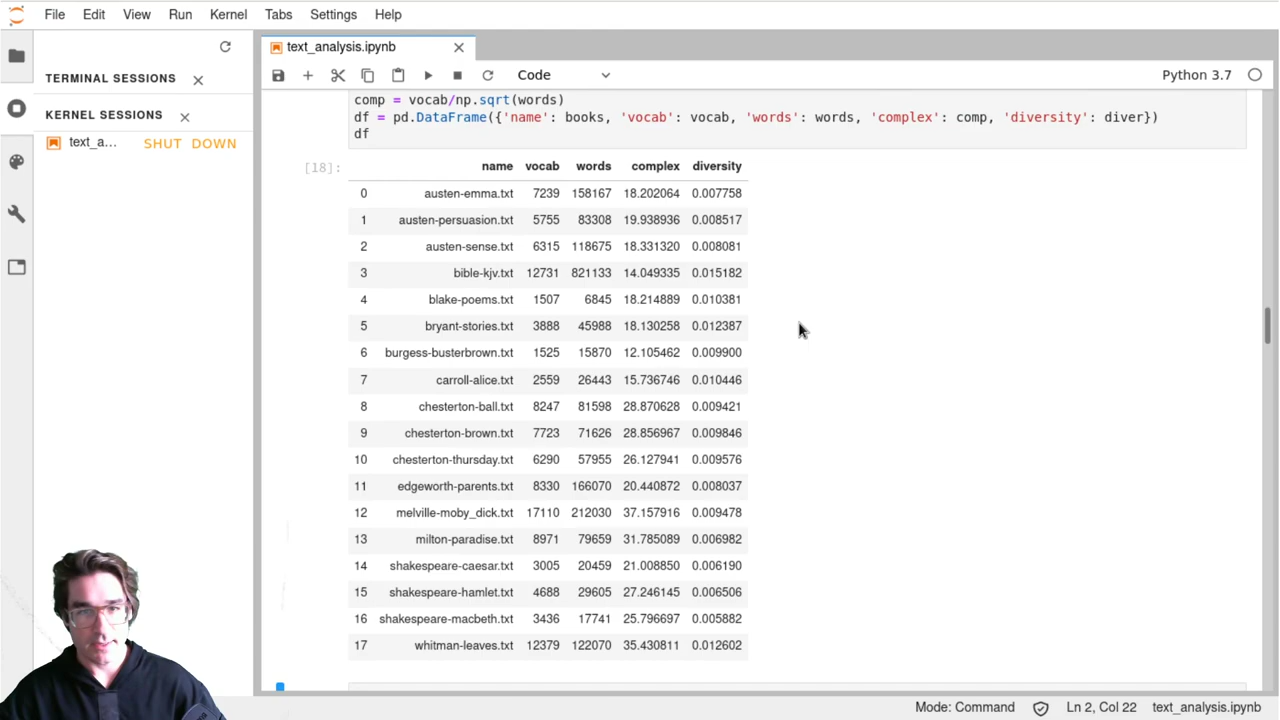 File Edit View Run Kernel Tabs Settings Help
TERMINAL SESSIONS
KERNEL SESSIONS
text_a... SHUT DOWN
text_analysis.ipynb
Code
Python 3.7
comp = vocab/np.sqrt(words)
df = pd.DataFrame({'name': books, 'vocab': vocab, 'words': words, 'complex': comp, 'diversity': diver})
df
[18]:
name vocab words complex diversity
0 austen-emma.txt 7239 158167 18.202064 0.007758
1 austen-persuasion.txt 5755 83308 19.938936 0.008517
2 austen-sense.txt 6315 118675 18.331320 0.008081
3 bible-kjv.txt 12731 821133 14.049335 0.015182
4 blake-poems.txt 1507 6845 18.214889 0.010381
5 bryant-stories.txt 3888 45988 18.130258 0.012387
6 burgess-busterbrown.txt 1525 15870 12.105462 0.009900
7 carroll-alice.txt 2559 26443 15.736746 0.010446
8 chesterton-ball.txt 8247 81598 28.870628 0.009421
9 chesterton-brown.txt 7723 71626 28.856967 0.009846
10 chesterton-thursday.txt 6290 57955 26.127941 0.009576
11 edgeworth-parents.txt 8330 166070 20.440872 0.008037
12 melville-moby_dick.txt 17110 212030 37.157916 0.009478
13 milton-paradise.txt 8971 79659 31.785089 0.006982
14 shakespeare-caesar.txt 3005 20459 21.008850 0.006190
15 shakespeare-hamlet.txt 4688 29605 27.246145 0.006506
16 shakespeare-macbeth.txt 3436 17741 25.796697 0.005882
17 whitman-leaves.txt 12379 122070 35.430811 0.012602
Mode: Command Ln 2, Col 22 text_analysis.ipynb